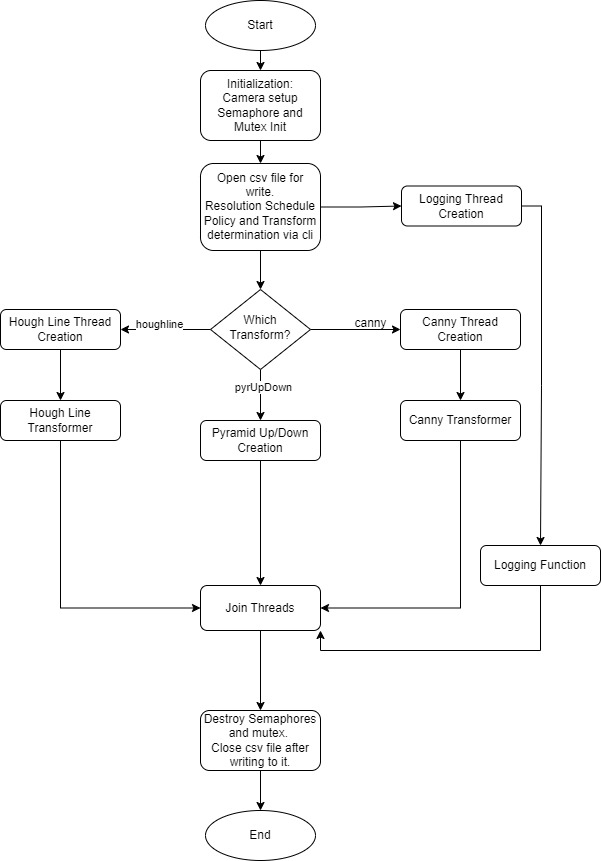 Start
Initialization:
Camera setup
Semaphore and
Mutex Init
Open csv file for
write.
Resolution Schedule
Policy and Transform
determination via cli
Logging Thread
Creation
Which
Transform?
houghline
canny
pyrUpDown
Hough Line Thread
Creation
Canny Thread
Creation
Hough Line
Transformer
Pyramid Up/Down
Creation
Canny Transformer
Logging Function
Join Threads
Destroy Semaphores
and mutex.
Close csv file after
writing to it.
End